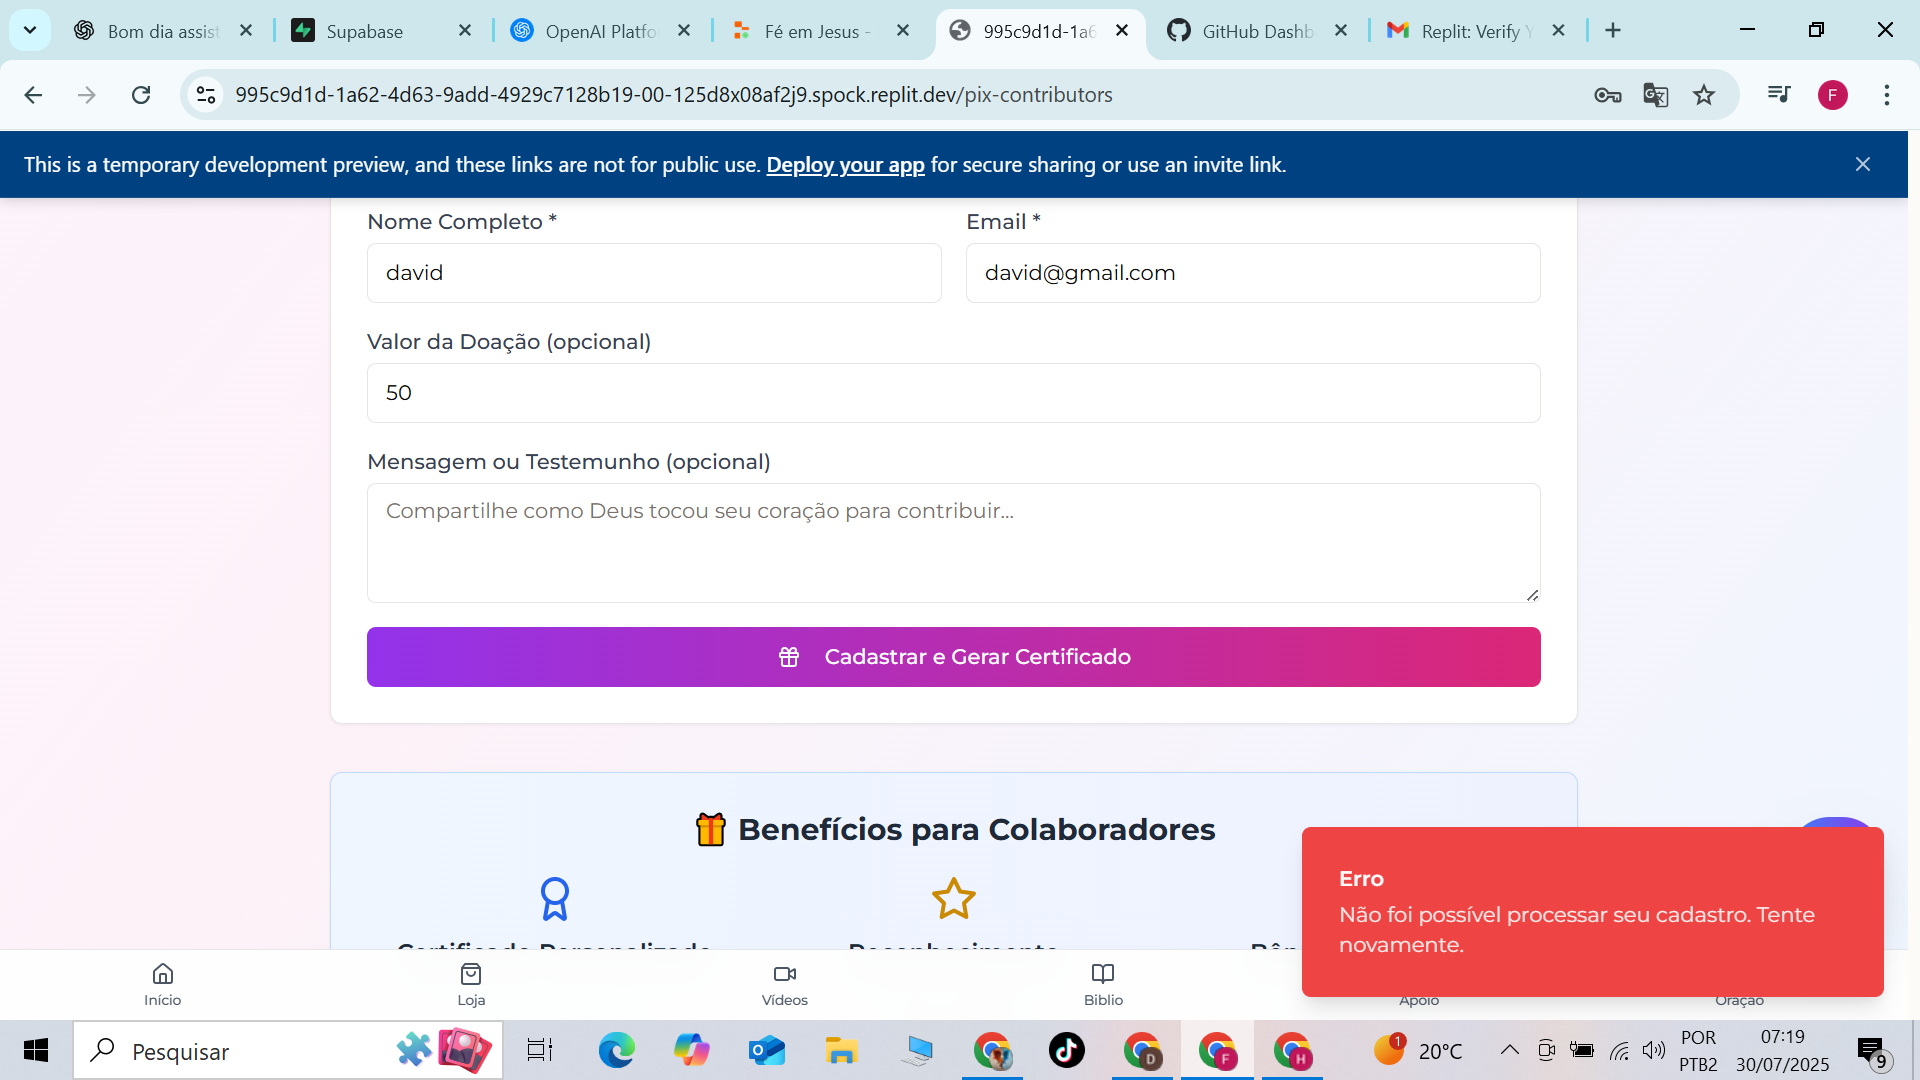 Bom dia assist
Supabase
OpenAI Platfo
Fé em Jesus -
995c9d1d-1a6
GitHub Dashb
Replit: Verify Y
995c9d1d-1a62-4d63-9add-4929c7128b19-00-125d8x08af2j9.spock.replit.dev/pix-contributors
F
This is a temporary development preview, and these links are not for public use. Deploy your app for secure sharing or use an invite link.
Nome Completo *
Email *
david
david@gmail.com
Valor da Doação (opcional)
50
Mensagem ou Testemunho (opcional)
Compartilhe como Deus tocou seu coração para contribuir...
Cadastrar e Gerar Certificado
Benefícios para Colaboradores
Certificado Personalizado
Reconhecimento
Erro
Não foi possível processar seu cadastro. Tente
novamente.
Início
Loja
Vídeos
Biblio
Apoio
Oração
Pesquisar
D
F
H
1
20°C
POR
PTB2
07:19
30/07/2025
9